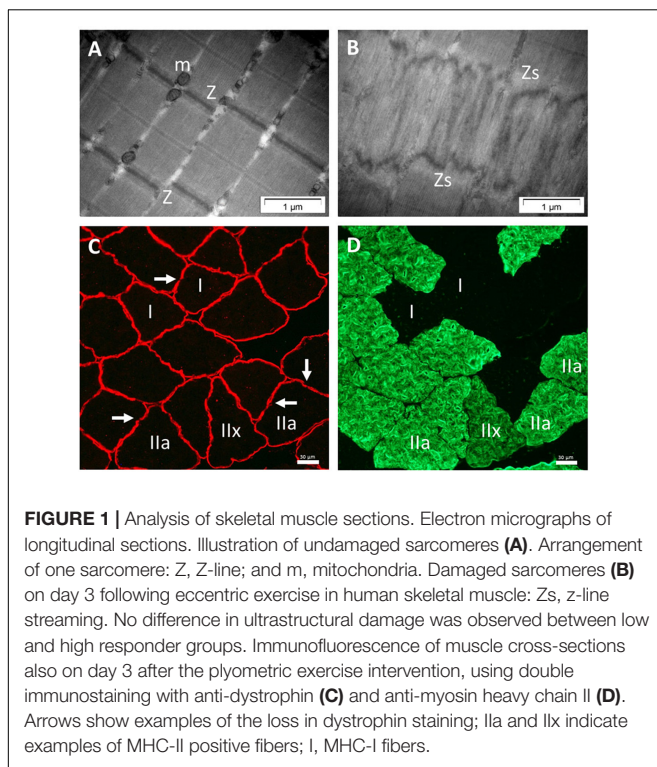 A
m
Z
Z
1 µm
B
Zs
Zs
1 µm
C
I
I
IIa
IIx
IIa
30 µm
D
I
I
IIa
IIa
IIx
IIa
30 µm
FIGURE 1 | Analysis of skeletal muscle sections. Electron micrographs of
longitudinal sections. Illustration of undamaged sarcomeres (A). Arrangement
of one sarcomere: Z, Z-line; and m, mitochondria. Damaged sarcomeres (B)
on day 3 following eccentric exercise in human skeletal muscle: Zs, z-line
streaming. No difference in ultrastructural damage was observed between low
and high responder groups. Immunofluorescence of muscle cross-sections
also on day 3 after the plyometric exercise intervention, using double
immunostaining with anti-dystrophin (C) and anti-myosin heavy chain II (D).
Arrows show examples of the loss in dystrophin staining; IIa and IIx indicate
examples of MHC-II positive fibers; I, MHC-I fibers.